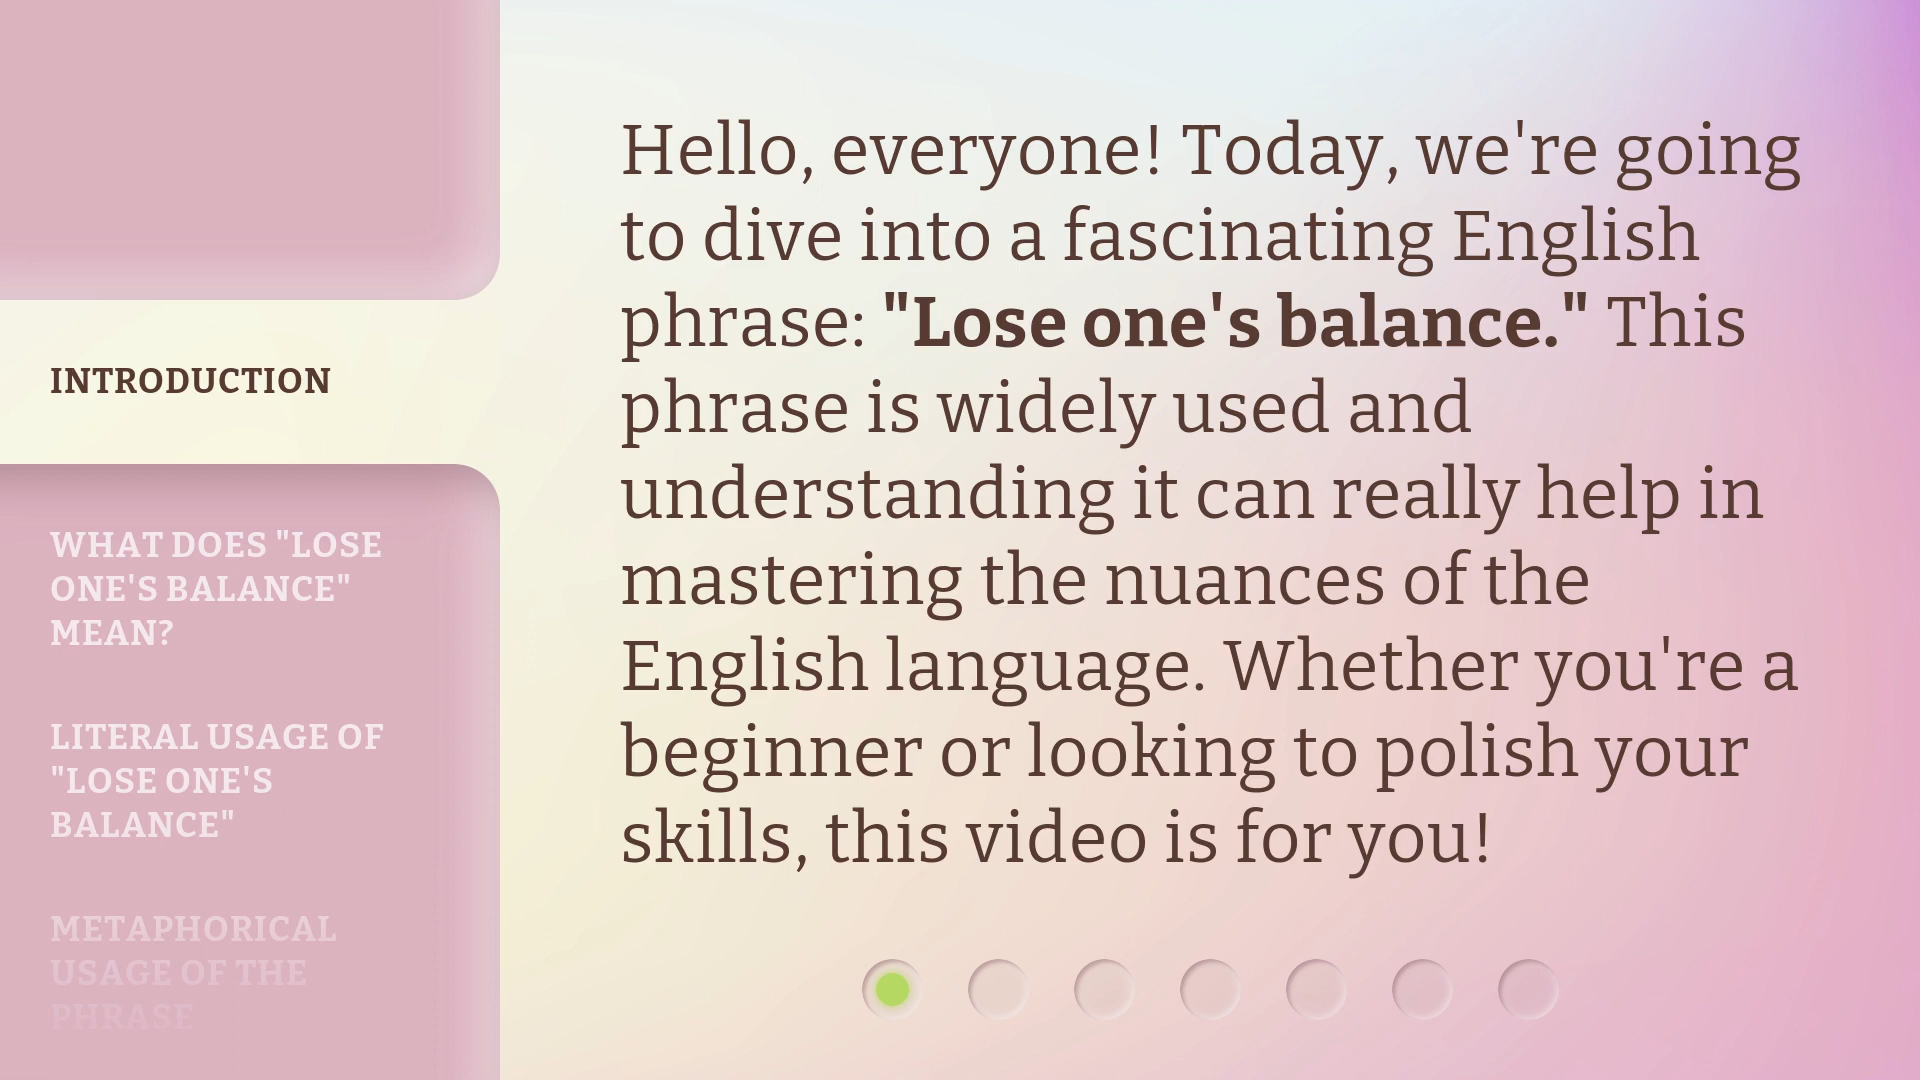 INTRODUCTION
WHAT DOES "LOSE
ONE'S BALANCE"
MEAN?
LITERAL USAGE OF
"LOSE ONE'S
BALANCE"
METAPHORICAL
USAGE OF THE
PHRASE
Hello, everyone! Today, we're going
to dive into a fascinating English
phrase: "Lose one's balance." This
phrase is widely used and
understanding it can really help in
mastering the nuances of the
English language. Whether you're a
beginner or looking to polish your
skills, this video is for you!